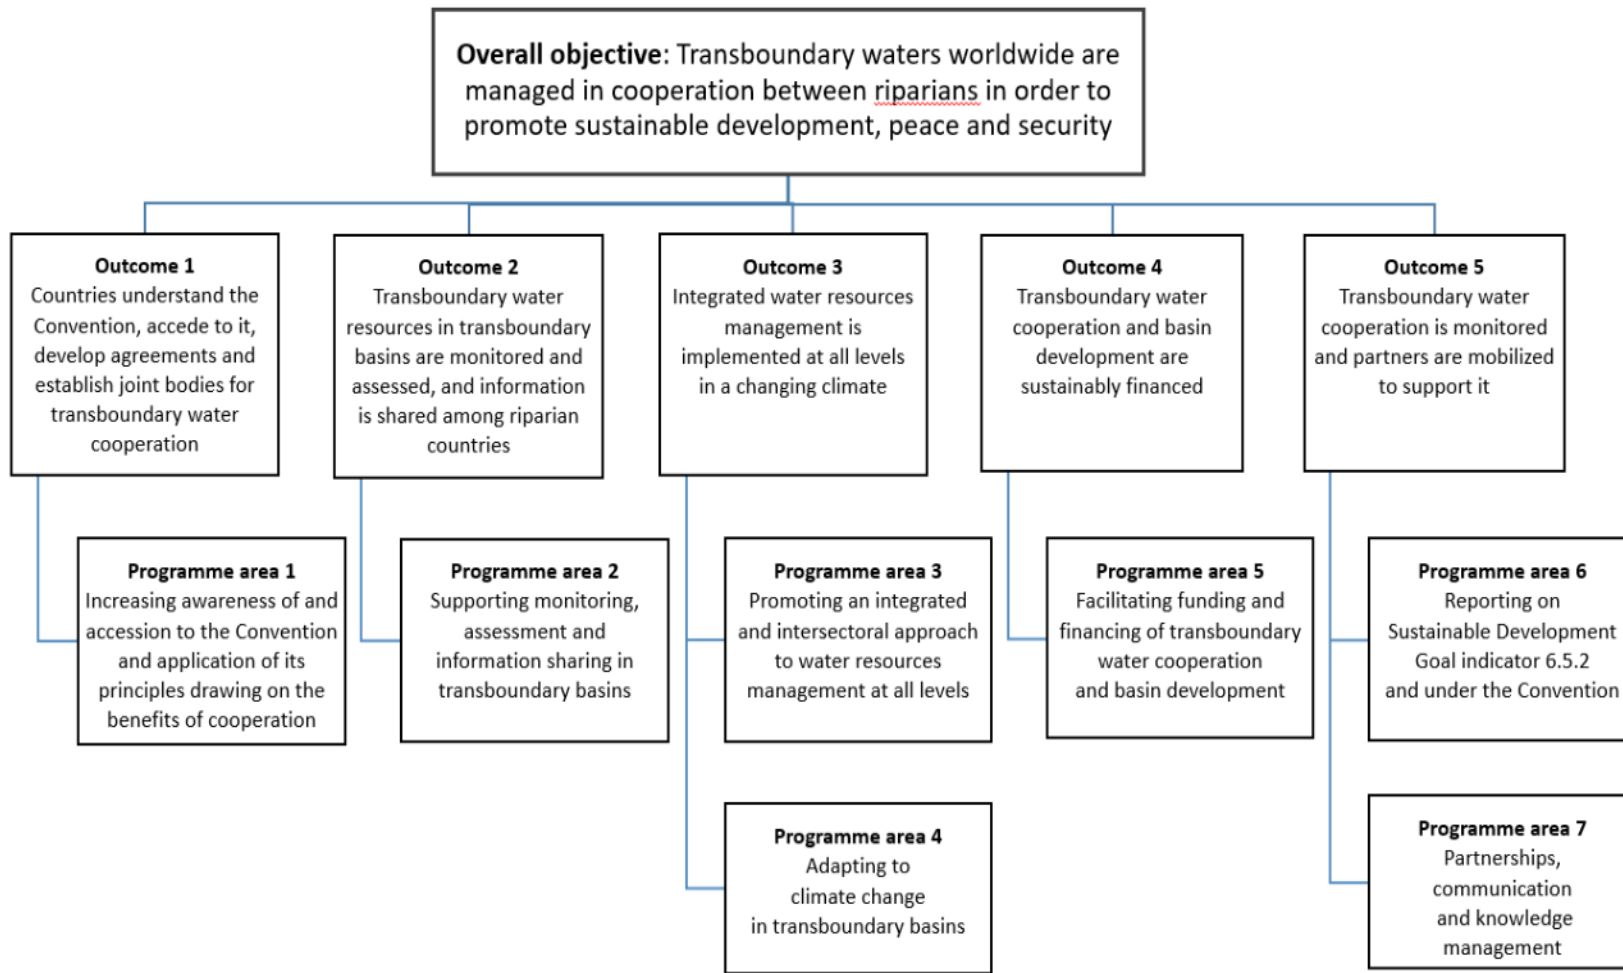 Overall objective: Transboundary waters worldwide are
managed in cooperation between riparians in order to
promote sustainable development, peace and security
Outcome 1
Countries understand the
Convention, accede to it,
develop agreements and
establish joint bodies for
transboundary water
cooperation
Outcome 2
Transboundary water
resources in transboundary
basins are monitored and
assessed, and information
is shared among riparian
countries
Outcome 3
Integrated water resources
management is
implemented at all levels
in a changing climate
Outcome 4
Transboundary water
cooperation and basin
development are
sustainably financed
Outcome 5
Transboundary water
cooperation is monitored
and partners are mobilized
to support it
Programme area 1
Increasing awareness of and
accession to the Convention
and application of its
principles drawing on the
benefits of cooperation
Programme area 2
Supporting monitoring,
assessment and
information sharing in
transboundary basins
Programme area 3
Promoting an integrated
and intersectoral approach
to water resources
management at all levels
Programme area 5
Facilitating funding and
financing of transboundary
water cooperation
and basin development
Programme area 6
Reporting on
Sustainable Development
Goal indicator 6.5.2
and under the Convention
Programme area 4
Adapting to
climate change
in transboundary basins
Programme area 7
Partnerships,
communication
and knowledge
management